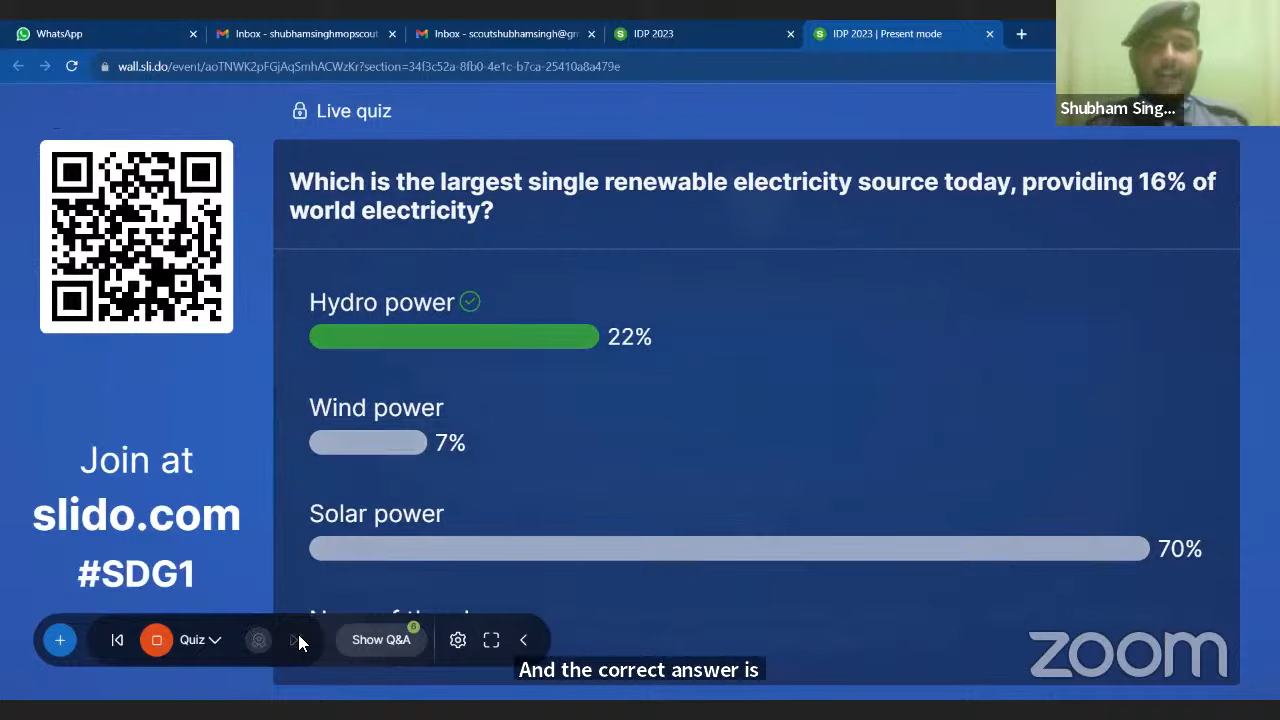 WhatsApp
Inbox - shubhamsinghmopscout
Inbox - scoutshubhamsingh@gm
IDP 2023
IDP 2023 | Present mode
wall.sli.do/event/aoTNWK2pFGjAqSmhACWzKr?section=34f3c52a-8fb0-4e1c-b7ca-25410a8a479e
Shubham Sing...
Live quiz
Which is the largest single renewable electricity source today, providing 16% of
world electricity?
Hydro power
22%
Wind power
7%
Solar power
70%
Join at
slido.com
#SDG1
Quiz
Show Q&A
6
And the correct answer is
zoom